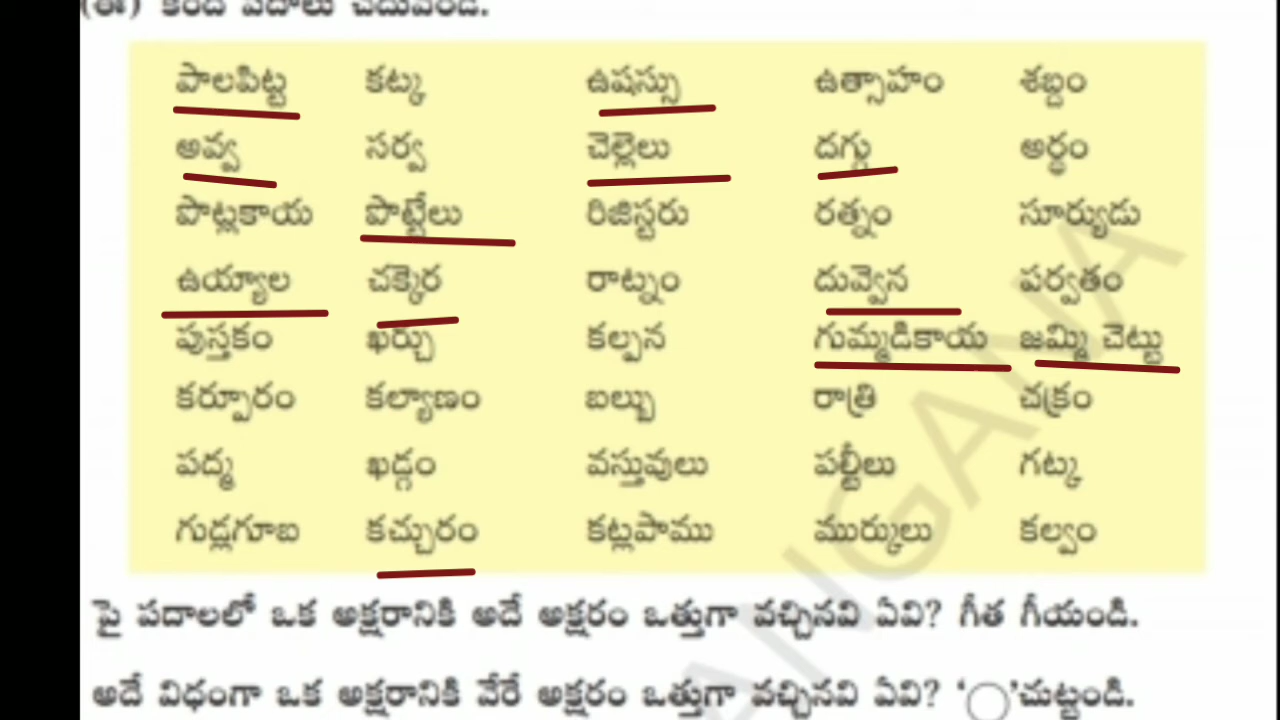 (ఈ) కింది పదాలు చదువండి.
పాలపిట్ట కట్క ఉషస్సు ఉత్సాహం శబ్దం
అవ్వ సర్వ చెల్లెలు దగ్గు అర్థం
పొట్లకాయ పొట్టేలు రిజిస్టరు రత్నం సూర్యుడు
ఉయ్యాల చక్కెర రాట్నం దువ్వెన పర్వతం
పుస్తకం ఖర్చు కల్పన గుమ్మడికాయ జమ్మి చెట్టు
కర్పూరం కల్యాణం బల్బు రాత్రి చక్రం
పద్మ ఖడ్గం వస్తువులు పల్టీలు గట్క
గుడ్లగూబ కచ్చురం కట్లపాము ముర్కులు కల్వం
పై పదాలలో ఒక అక్షరానికి అదే అక్షరం ఒత్తుగా వచ్చినవి ఏవి? గీత గీయండి.
అదే విధంగా ఒక అక్షరానికి వేరే అక్షరం ఒత్తుగా వచ్చినవి ఏవి? '◯'చుట్టండి.